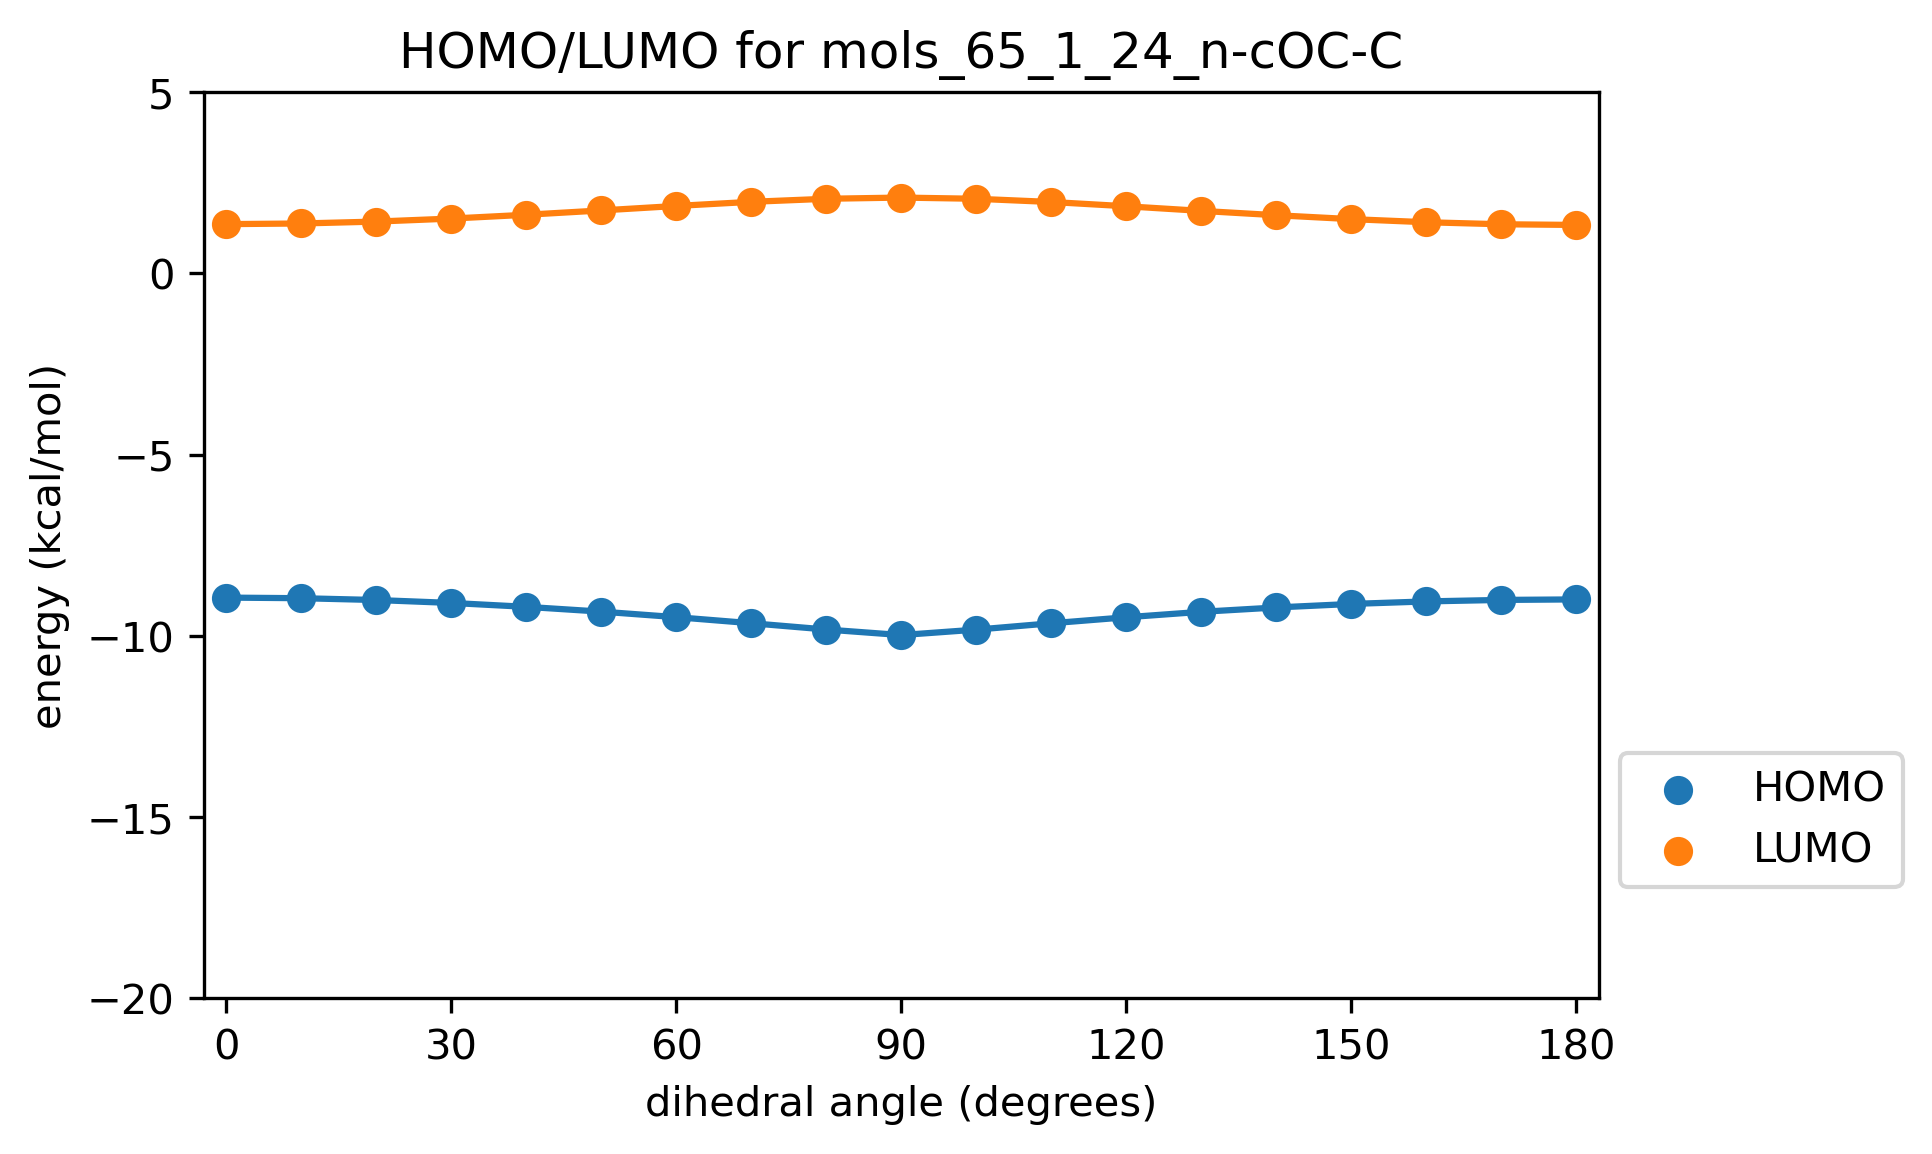 HOMO/LUMO for mols_65_1_24_n-cOC-C
5
0
−5
−10
−15
−20
energy (kcal/mol)
0 30 60 90 120 150 180
dihedral angle (degrees)
HOMO
LUMO